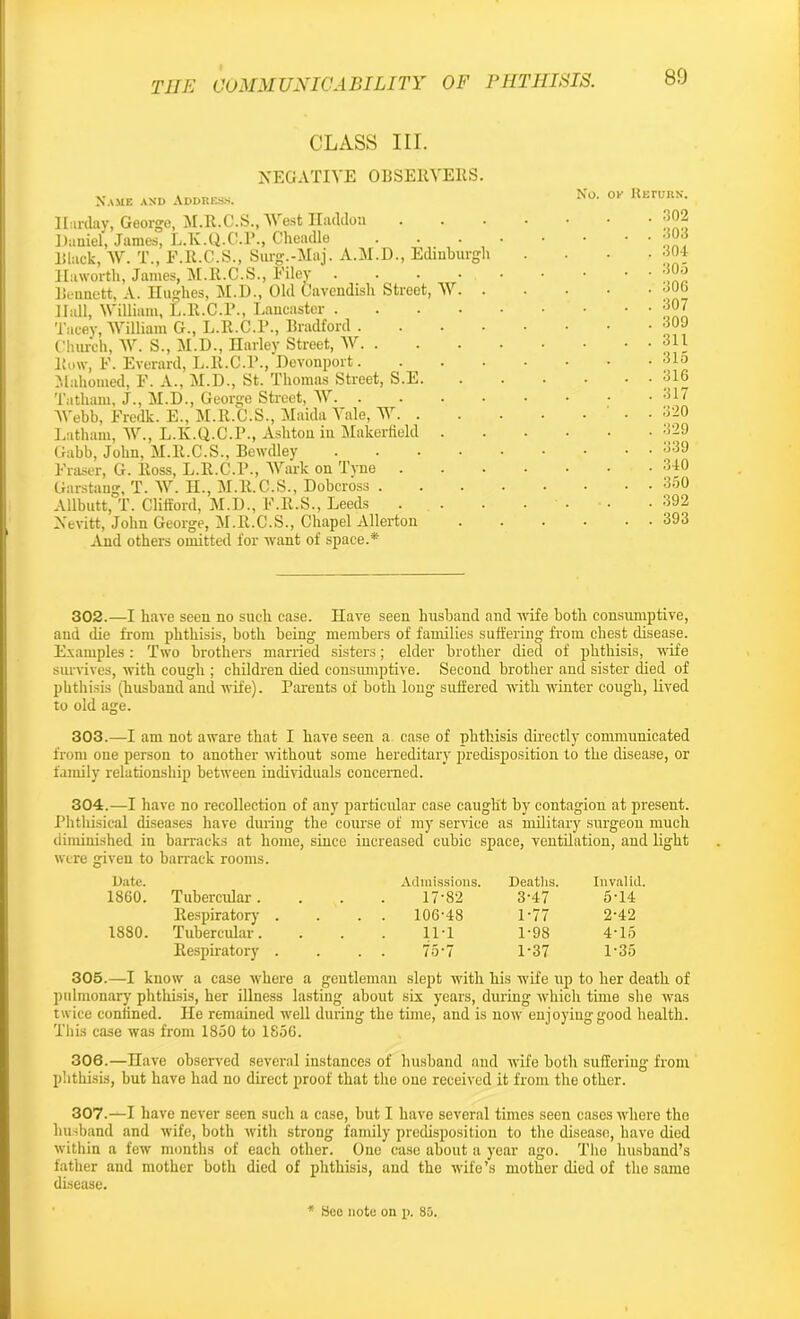 THE COMMUNICABILITY OF PHTHISIS. 89
CLASS III.
NEGATIVE OBSERVERS.
NAME AND ADDRESS. NO. OF RETURN.
Harday, George, M.R.C.S., West Haddon . . . . . . . . 302
Daniel, James, L.K.Q.C.P., Cheadle . . . . . . . . . 303
Black, W. T., F.R.C.S., Surg.-Maj. A.M.D., Edinburgh . . . . . 304
Haworth, James, M.R.C.S., Filey . . . . . . . . . . 305
Bennett, A. Hughes, M.D., Old Cavendish Street, W. . . . . . . 306
Hall, William, L.R.C.P., Lancaster . . . . . . . . . . 307
Tacey, William G., L.R.C.P., Bradford . . . . . . . . . 309
Church, W. S., M.D., Harley Street, W. . . . . . . . . . 311
Row, F. Everard, L.R.C.P., Devonport. . . . . . . . . . 315
Mahomed, F. A., M.D., St. Thomas Street, S.E. . . . . . . . 316
Tatham, J., M.D., George Street, W. . . . . . . . . . 317
Webb, Fredk. E., M.R.C.S., Maida Vale, W. . . . . . . . . 320
Latham, W., L.K.Q.C.P., Ashton in Makerfield . . . . . . . 329
Gabb, John, M.R.C.S., Bewdley . . . . . . . . . . 339
Fraser, G. Ross, L.R.C.P., Wark on Tyne . . . . . . . . 340
Garstang, T. W. H., M.R.C.S., Dobcross . . . . . . . . . 350
Allbutt, T. Clifford, M.D., F.R.S., Leeds . . . . . . . . 392
Nevitt, John George, M.R.C.S., Chapel Allerton . . . . . . 393
And others omitted for want of space.*
302.—I have seen no such case. Have seen husband and wife both consumptive,
and die from phthisis, both being members of families suffering from chest disease.
Examples: Two brothers married sisters; elder brother died of phthisis, wife
survives, with cough ; children died consumptive. Second brother and sister died of
phthisis (husband and wife). Parents of both long suffered with winter cough, lived
to old age.
303.—I am not aware that I have seen a case of phthisis directly communicated
from one person to another without some hereditary predisposition to the disease, or
family relationship between individuals concerned.
304.—I have no recollection of any particular case caught by contagion at present.
Phthisical diseases have during the course of my service as military surgeon much
diminished in barracks at home, since increased cubic space, ventilation, and light
were given to barrack rooms.
Date. Admissions. Deaths. Invalid.
1860. Tubercular . . . . 17·82 3·47 5·14
Respiratory . . . . 106·48 1·77 2·42
1880. Tubercular . . . . 11·1 1·98 4·15
Respiratory . . . . 75·7 1·37 1·35
305.—I know a case where a gentleman slept with his wife up to her death of
pulmonary phthisis, her illness lasting about six years, during which time she was
twice confined. He remained well during the time, and is now enjoying good health.
This case was from 1850 to 1856.
306.—Have observed several instances of husband and wife both suffering from
phthisis, but have had no direct proof that the one received it from the other.
307.—I have never seen such a case, but I have several times seen cases where the
husband and wife, both with strong family predisposition to the disease, have died
within a few months of each other. One case about a year ago. The husband's
father and mother both died of phthisis, and the wife's mother died of the same
disease.
* See note on p. 85.